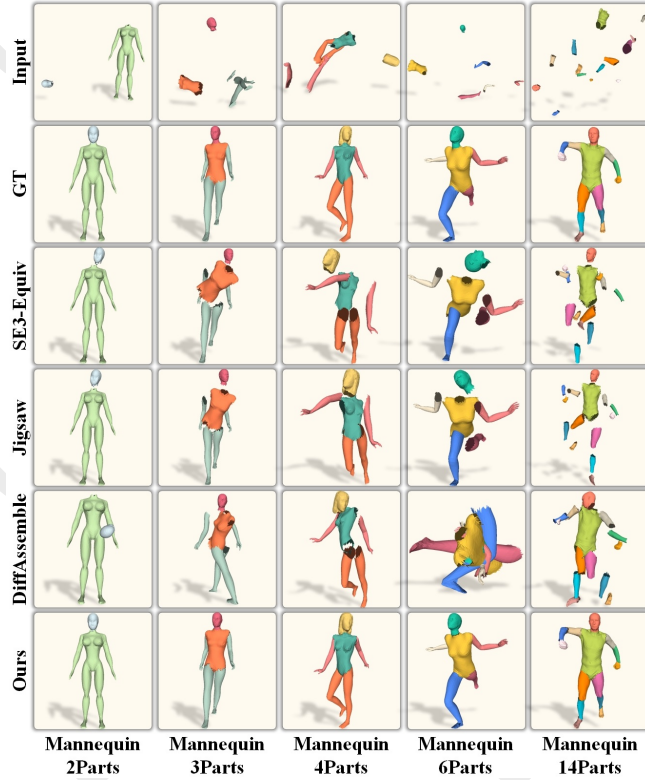 Input
GT
SE3-Equiv
Jigsaw
DiffAssemble
Ours
Mannequin Mannequin Mannequin Mannequin Mannequin
2Parts 3Parts 4Parts 6Parts 14Parts